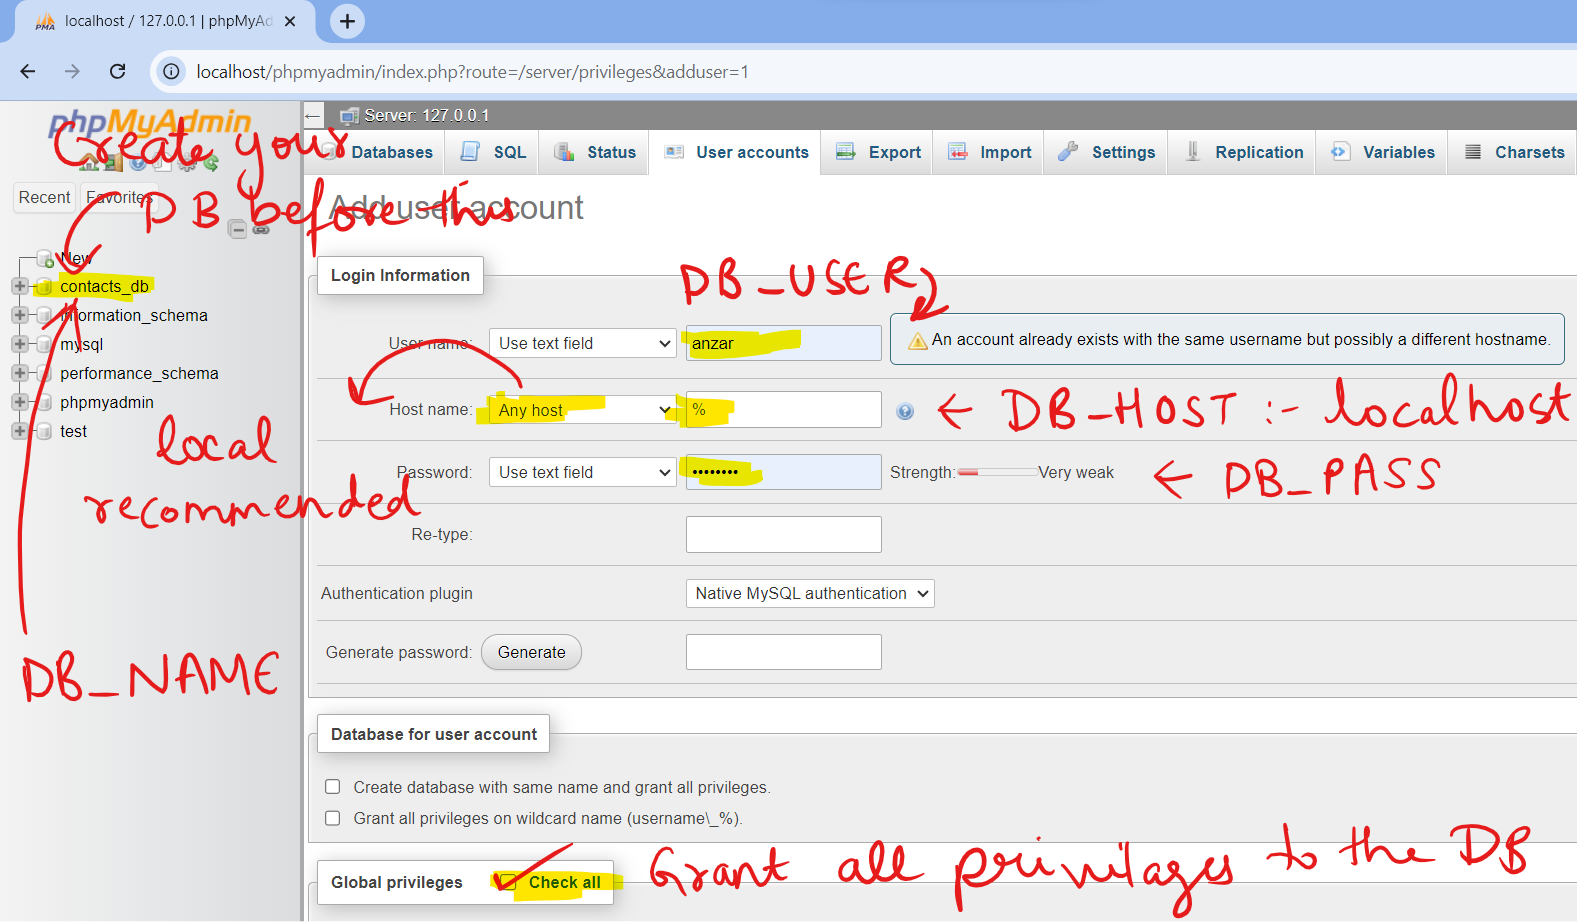 localhost / 127.0.0.1 | phpMyAd
localhost/phpmyadmin/index.php?route=/server/privileges&adduser=1
phpMyAdmin
Server: 127.0.0.1
Create your
DB before this
Databases
SQL
Status
User accounts
Export
Import
Settings
Replication
Variables
Charsets
Recent
Favorites
Add user account
New
contacts_db
information_schema
mysql
performance_schema
phpmyadmin
test
local
recommended
DB_NAME
Login Information
DB_USER
User name:
Use text field
anzar
An account already exists with the same username but possibly a different hostname.
Host name:
Any host
%
← DB_HOST :- localhost
Password:
Use text field
••••••••
Strength:
Very weak
← DB_PASS
Re-type:
Authentication plugin
Native MySQL authentication
Generate password:
Generate
Database for user account
Create database with same name and grant all privileges.
Grant all privileges on wildcard name (username\_%).
Global privileges
Check all
Grant all privilages to the DB